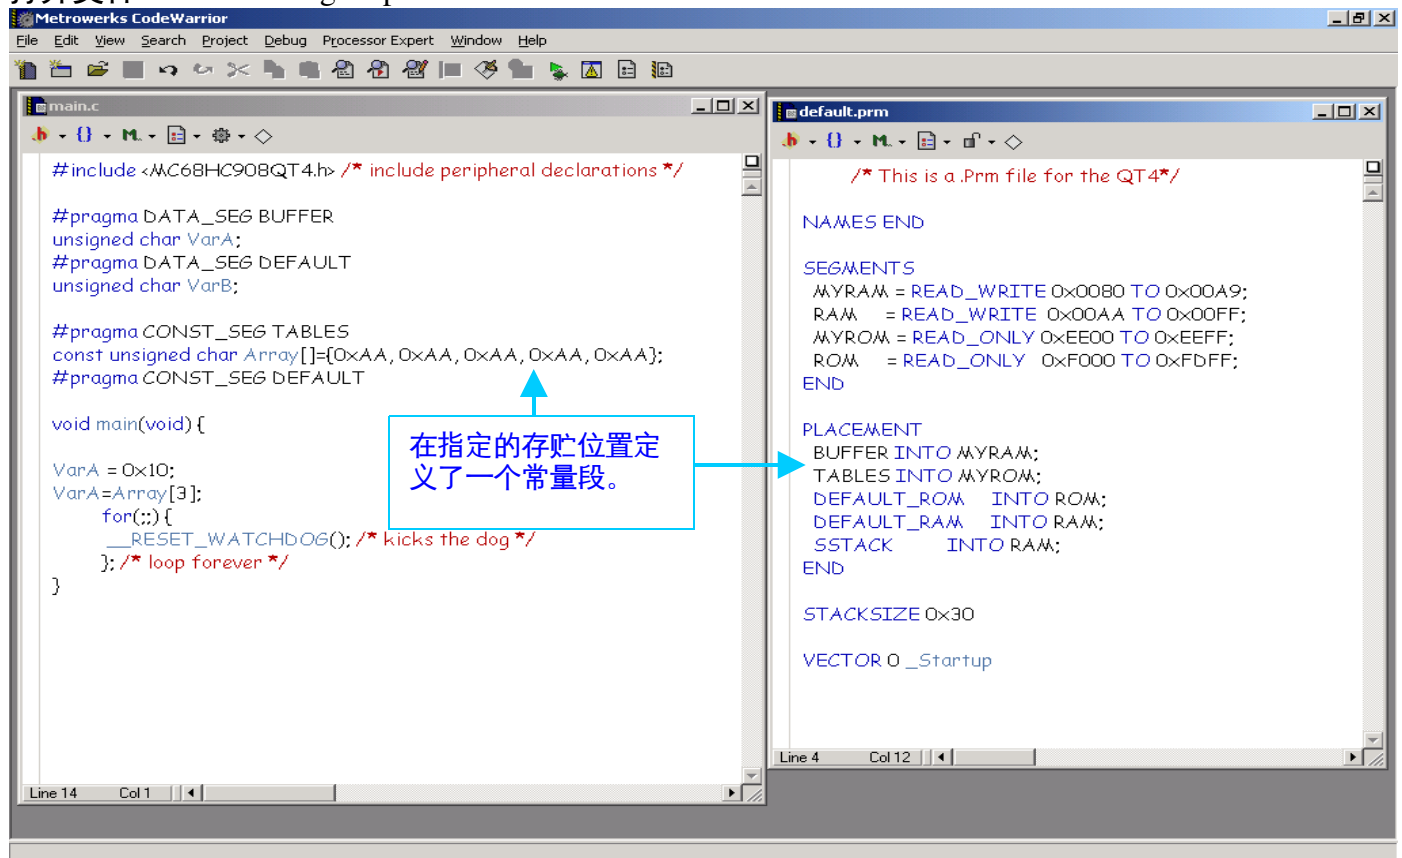 Metrowerks CodeWarrior
File Edit View Search Project Debug Processor Expert Window Help
main.c
#include <MC68HC908QT4.h> /* include peripheral declarations */
#pragma DATA_SEG BUFFER
unsigned char VarA;
#pragma DATA_SEG DEFAULT
unsigned char VarB;
#pragma CONST_SEG TABLES
const unsigned char Array[]={0xAA, 0xAA, 0xAA, 0xAA, 0xAA};
#pragma CONST_SEG DEFAULT
void main(void) {
VarA = 0x10;
VarA=Array[3];
for(;;) {
__RESET_WATCHDOG(); /* kicks the dog */
}; /* loop forever */
}
Line 14 Col 1
在指定的存贮位置定
义了一个常量段。
default.prm
/* This is a .Prm file for the QT4*/
NAMES END
SEGMENTS
MYRAM = READ_WRITE 0x0080 TO 0x00A9;
RAM = READ_WRITE 0x00AA TO 0x00FF;
MYROM = READ_ONLY 0xEE00 TO 0xEEFF;
ROM = READ_ONLY 0xF000 TO 0xFDFF;
END
PLACEMENT
BUFFER INTO MYRAM;
TABLES INTO MYROM;
DEFAULT_ROM INTO ROM;
DEFAULT_RAM INTO RAM;
SSTACK INTO RAM;
END
STACKSIZE 0x30
VECTOR 0 _Startup
Line 4 Col 12